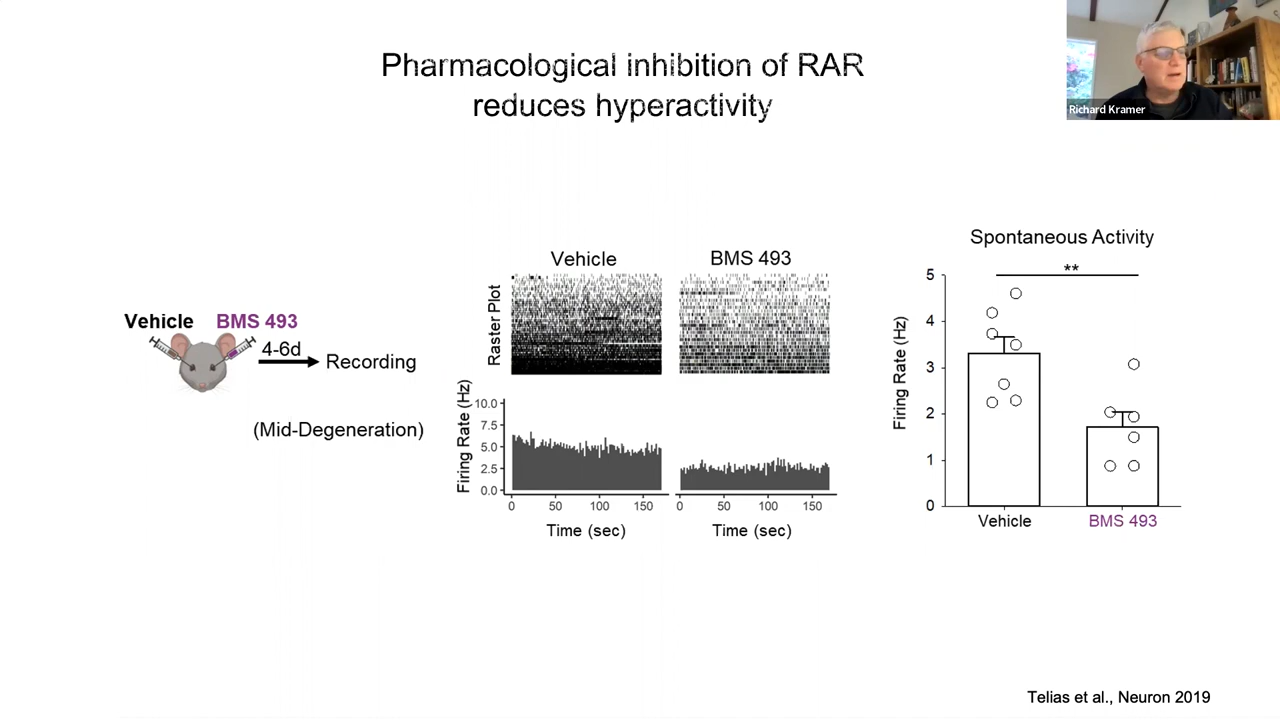 Pharmacological inhibition of RAR
reduces hyperactivity
Richard Kramer
Vehicle BMS 493
4-6d
Recording
(Mid-Degeneration)
Vehicle
BMS 493
Raster Plot
Firing Rate (Hz)
10.0
7.5
5.0
2.5
0.0
0 50 100 150
0 50 100 150
Time (sec)
Time (sec)
Spontaneous Activity
**
Firing Rate (Hz)
5
4
3
2
1
0
Vehicle
BMS 493
Telias et al., Neuron 2019